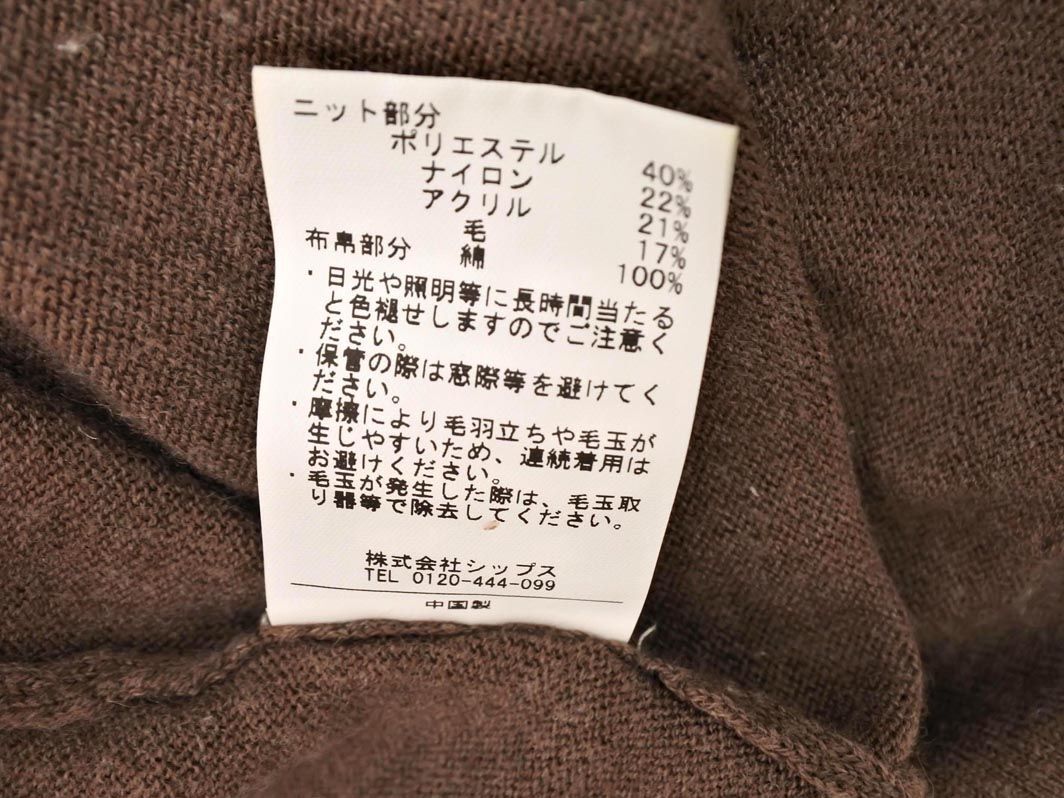 ニット部分
ポリエステル 40%
ナイロン 22%
アクリル 21%
毛 17%
布帛部分 綿 100%
・日光や照明等に長時間当たる
と色褪せしますのでご注意く
ださい。
・保管の際は窓際等を避けてく
ださい。
・摩擦により毛羽立ちや毛玉が
生じやすいため、連続着用は
お避けください。
・毛玉が発生した際は、毛玉取
り器等で除去してください。
株式会社シップス
TEL 0120-444-099
中国製